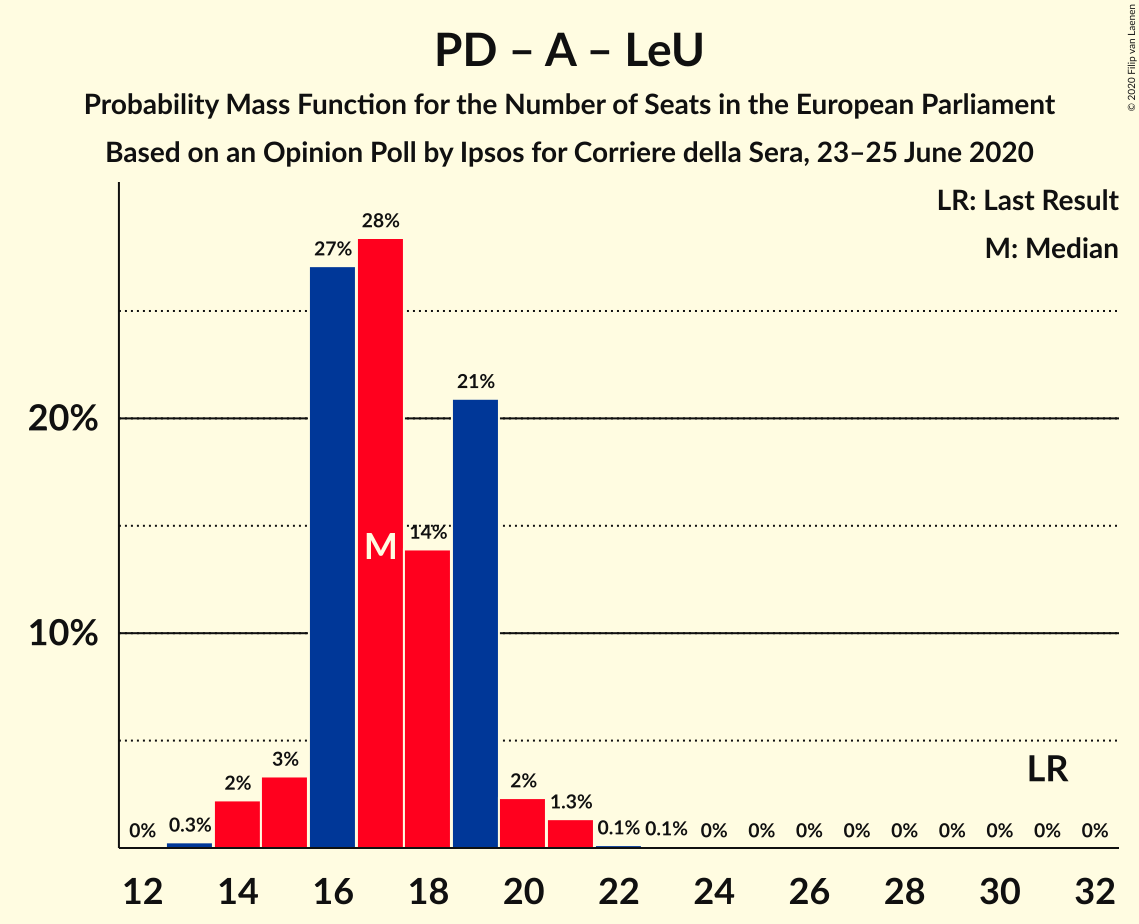 PD – A – LeU
Probability Mass Function for the Number of Seats in the European Parliament
Based on an Opinion Poll by Ipsos for Corriere della Sera, 23–25 June 2020
© 2020 Filip van Laenen
LR: Last Result
M: Median
20%
10%
0% 0.3% 2% 3% 27% 28% 14% 21% 2% 1.3% 0.1% 0.1% 0% 0% 0% 0% 0% 0% 0% 0% 0%
M
LR
12 14 16 18 20 22 24 26 28 30 32